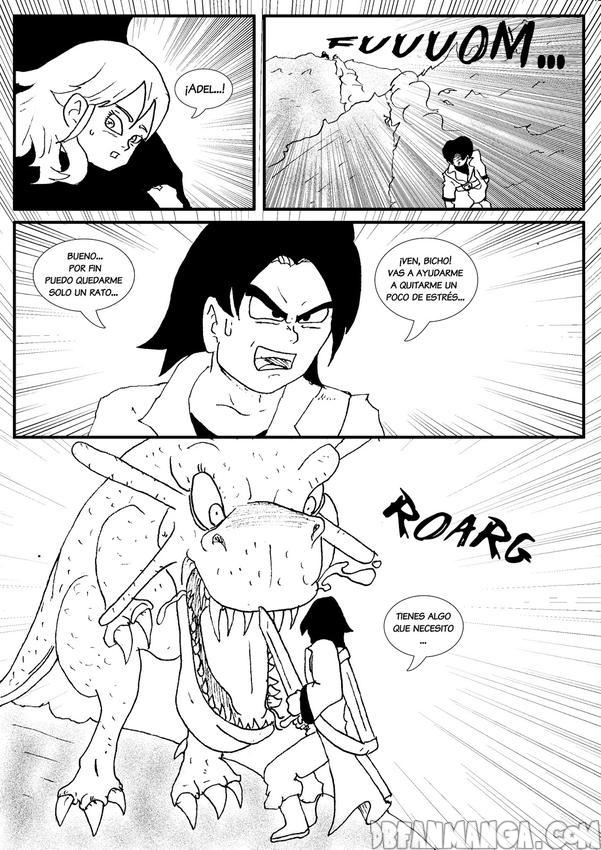 ¡ADEL...!
FUUUOM...
BUENO...
POR FIN
PUEDO QUEDARME
SOLO UN RATO...
¡VEN, BICHO!
VAS A AYUDARME
A QUITARME UN
POCO DE ESTRÉS...
ROARG
TIENES ALGO
QUE NECESITO
...
DBFANMANGA.COM